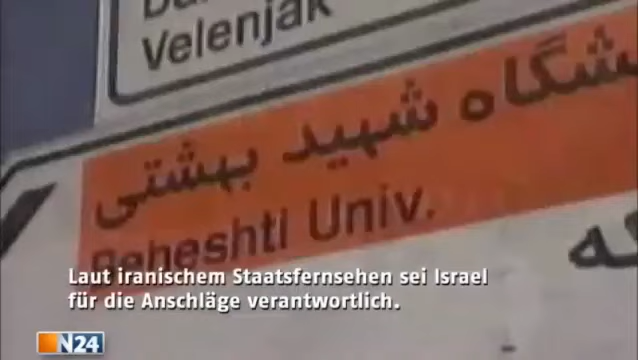 Velenjak
شگاه شهید بهشتی
Beheshti Univ.
Laut iranischem Staatsfernsehen sei Israel
für die Anschläge verantwortlich.
N24